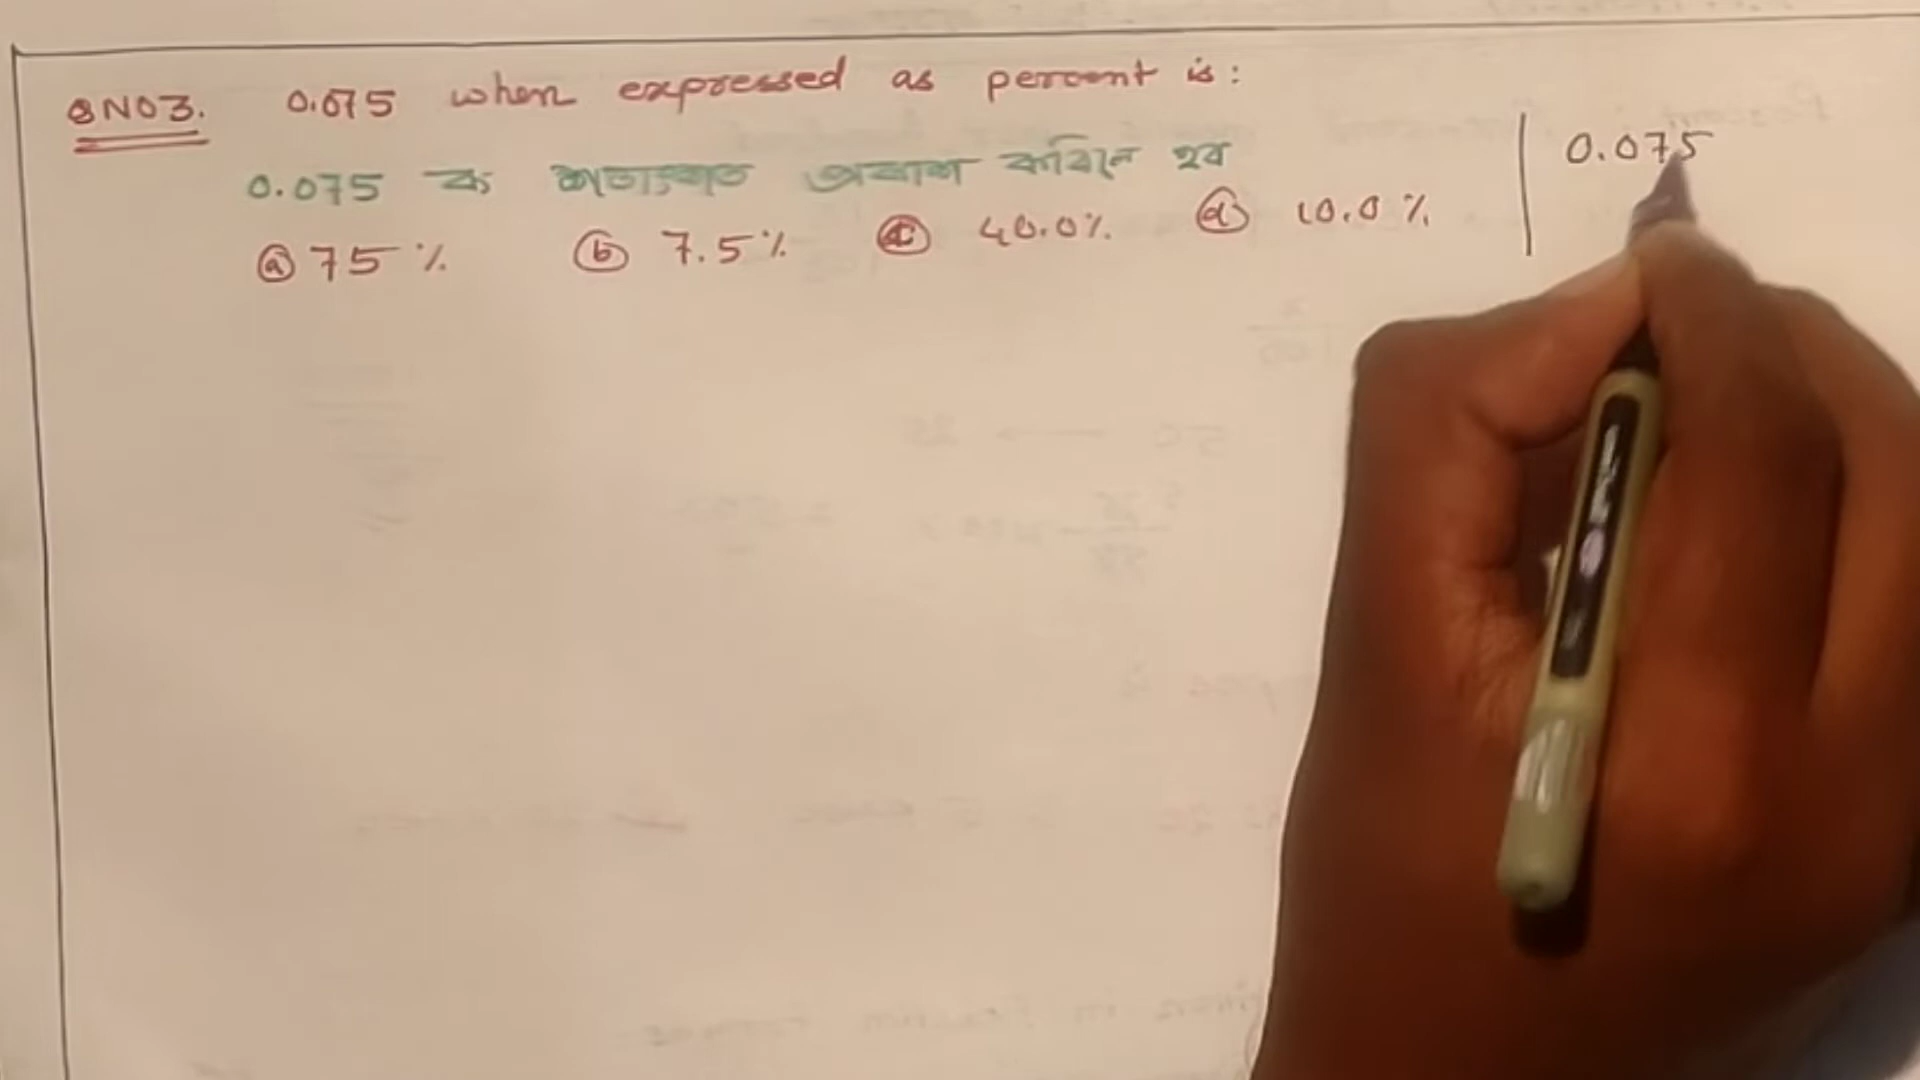 QNO3. 0.075 when expressed as percent is:
0.075 ক শতাংশত প্ৰকাশ কৰিলে হব
ⓐ 75 % ⓑ 7.5 % ⓒ 40.0 % ⓓ 10.0 %
0.075